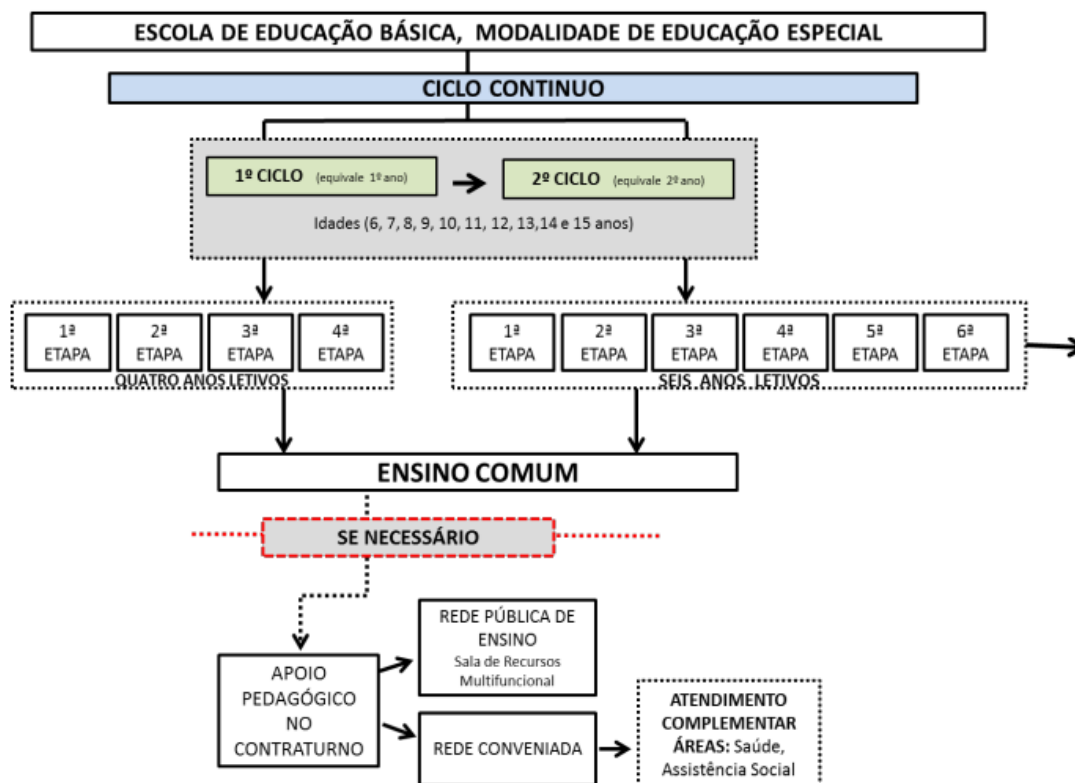 ESCOLA DE EDUCAÇÃO BÁSICA, MODALIDADE DE EDUCAÇÃO ESPECIAL
CICLO CONTINUO
1º CICLO (equivale 1º ano)
2º CICLO (equivale 2º ano)
Idades (6, 7, 8, 9, 10, 11, 12, 13,14 e 15 anos)
1ª
ETAPA
2ª
ETAPA
3ª
ETAPA
4ª
ETAPA
QUATRO ANOS LETIVOS
1ª
ETAPA
2ª
ETAPA
3ª
ETAPA
4ª
ETAPA
5ª
ETAPA
6ª
ETAPA
SEIS ANOS LETIVOS
ENSINO COMUM
SE NECESSÁRIO
APOIO
PEDAGÓGICO
NO
CONTRATURNO
REDE PÚBLICA DE
ENSINO
Sala de Recursos
Multifuncional
REDE CONVENIADA
ATENDIMENTO
COMPLEMENTAR
ÁREAS: Saúde,
Assistência Social